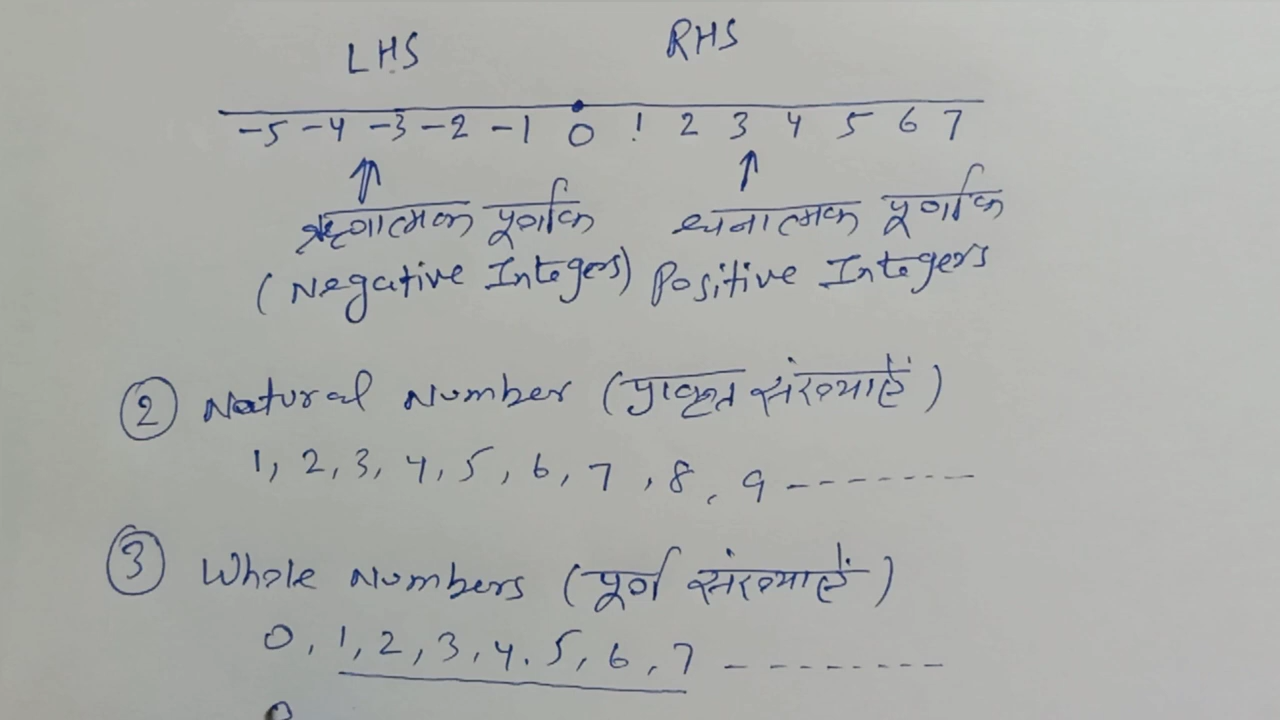 LHS RHS
-5 -4 -3 -2 -1 0 1 2 3 4 5 6 7
ऋणात्मक पूर्णांक धनात्मक पूर्णांक
(Negative Integers) Positive Integers
② Natural Number (प्राकृत संख्याएं)
1, 2, 3, 4, 5, 6, 7, 8, 9 -------
③ Whole Numbers (पूर्ण संख्याएं)
0, 1, 2, 3, 4. 5, 6, 7 --------